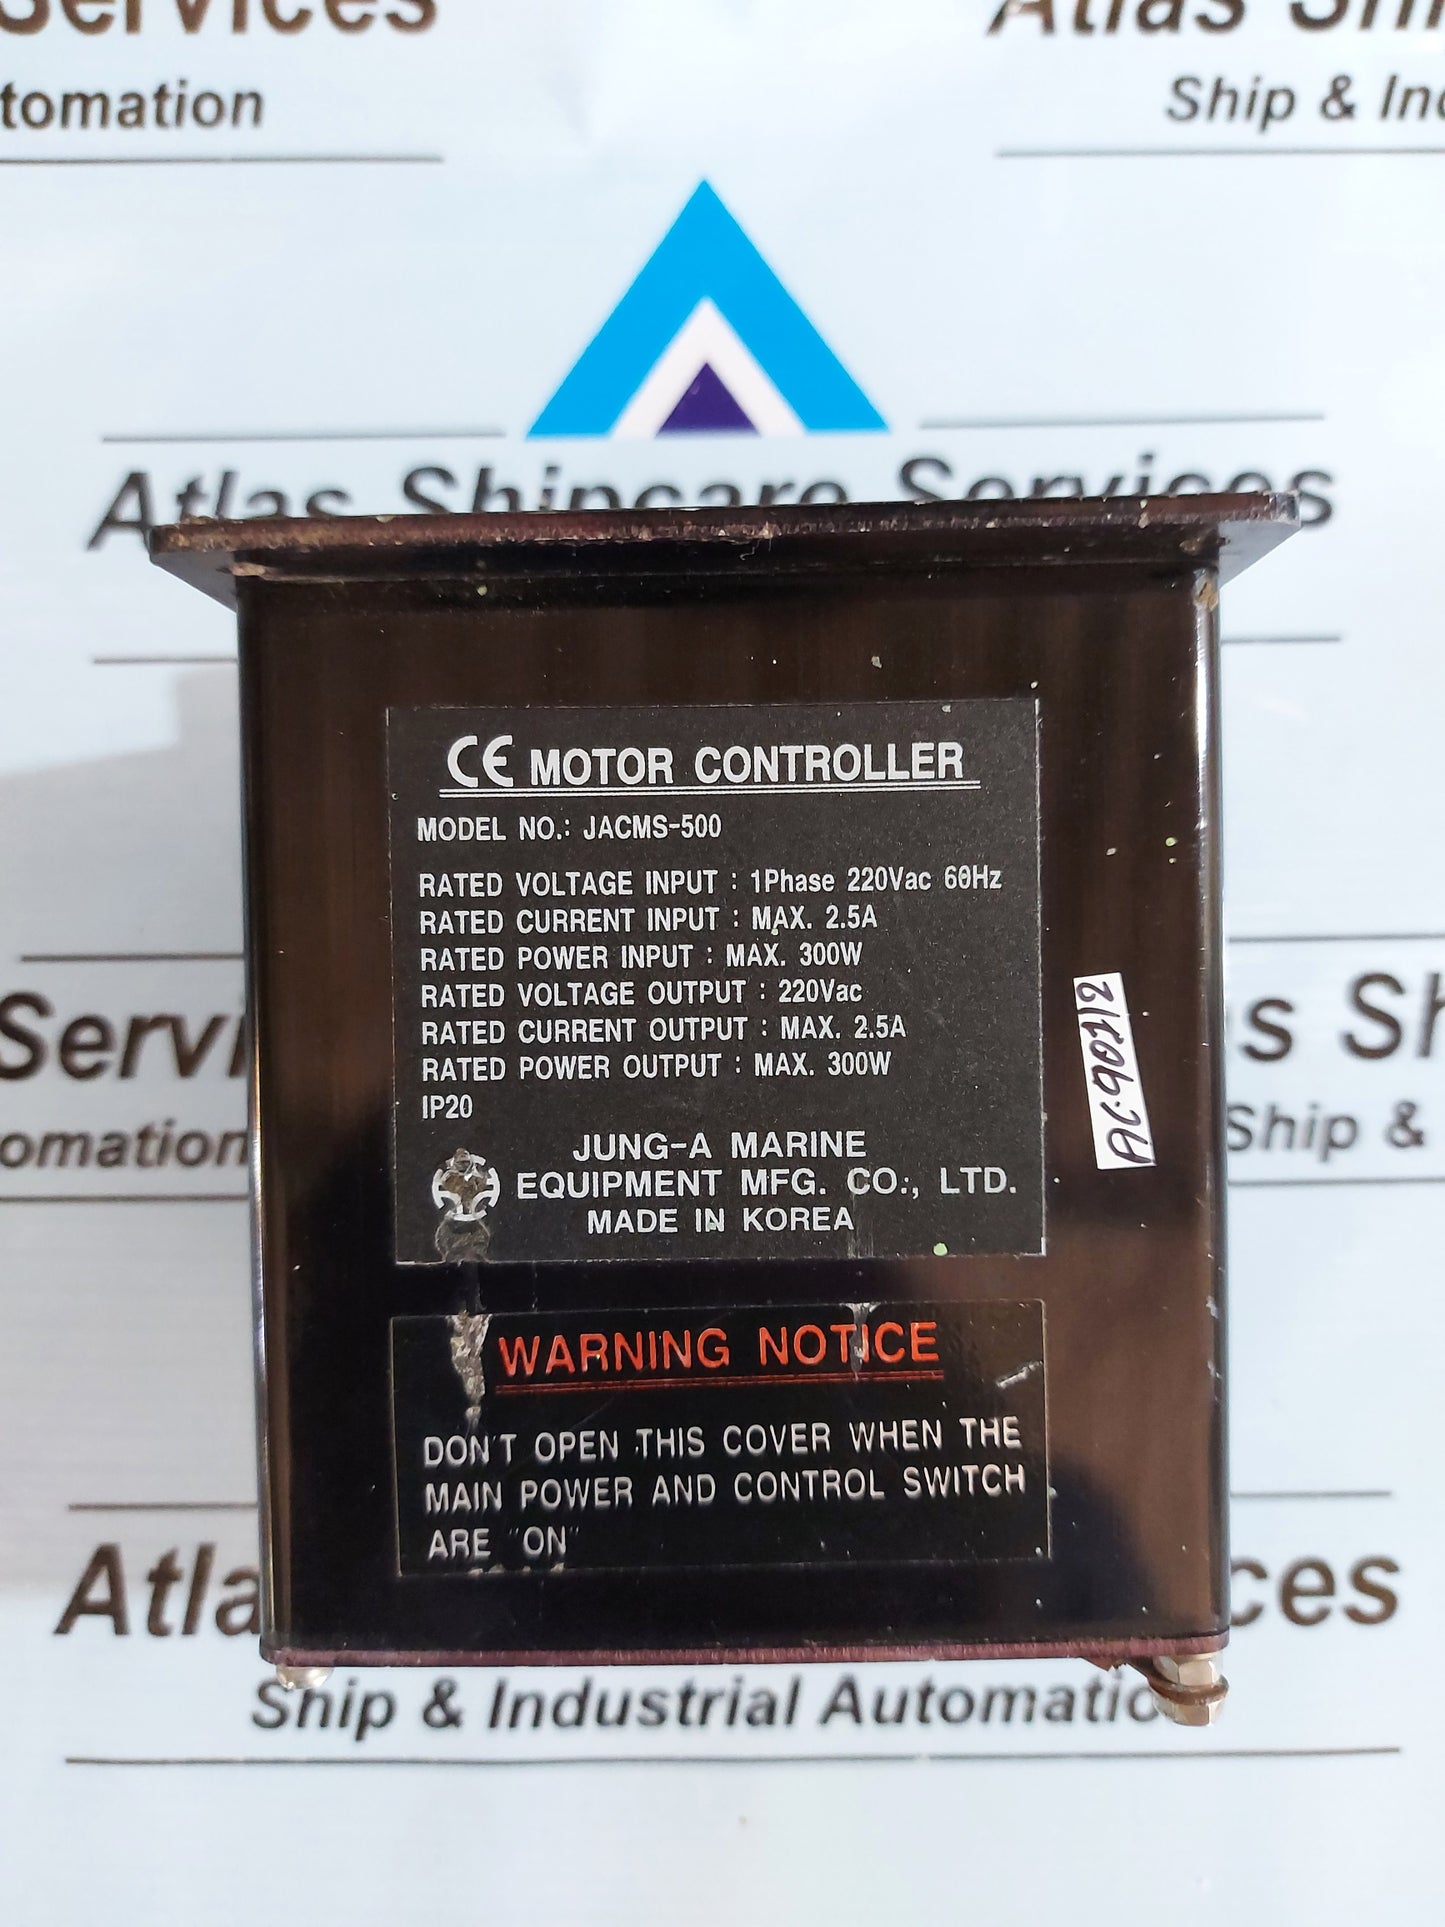 Services
tomation
Atlas Shi
Ship & Ind
Atlas Shipcare Services
CE MOTOR CONTROLLER
MODEL NO.: JACMS-500
RATED VOLTAGE INPUT : 1Phase 220Vac 60Hz
RATED CURRENT INPUT : MAX. 2.5A
RATED POWER INPUT : MAX. 300W
RATED VOLTAGE OUTPUT : 220Vac
RATED CURRENT OUTPUT : MAX. 2.5A
RATED POWER OUTPUT : MAX. 300W
IP20
JUNG-A MARINE
EQUIPMENT MFG. CO., LTD.
MADE IN KOREA
WARNING NOTICE
DON'T OPEN THIS COVER WHEN THE
MAIN POWER AND CONTROL SWITCH
ARE "ON"
Servi
omation
s Sh
Ship &
Atla
ces
Ship & Industrial Automatio